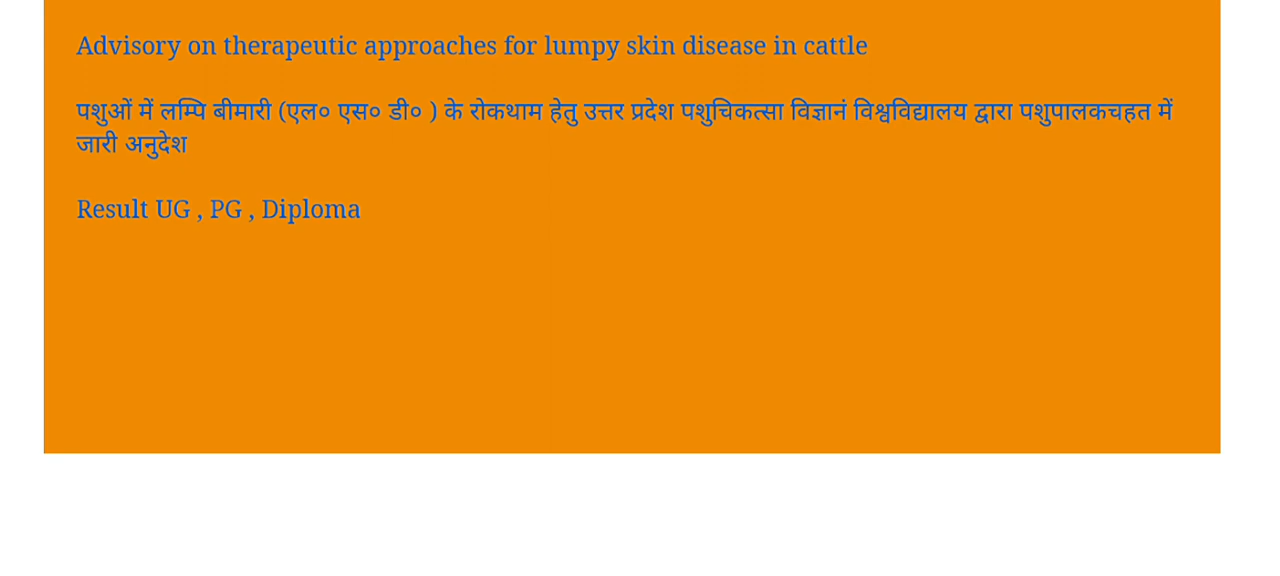 Advisory on therapeutic approaches for lumpy skin disease in cattle
पशुओं में लम्पि बीमारी (एल० एस० डी० ) के रोकथाम हेतु उत्तर प्रदेश पशुचिकत्सा विज्ञानं विश्वविद्यालय द्वारा पशुपालकचहत में
जारी अनुदेश
Result UG , PG , Diploma